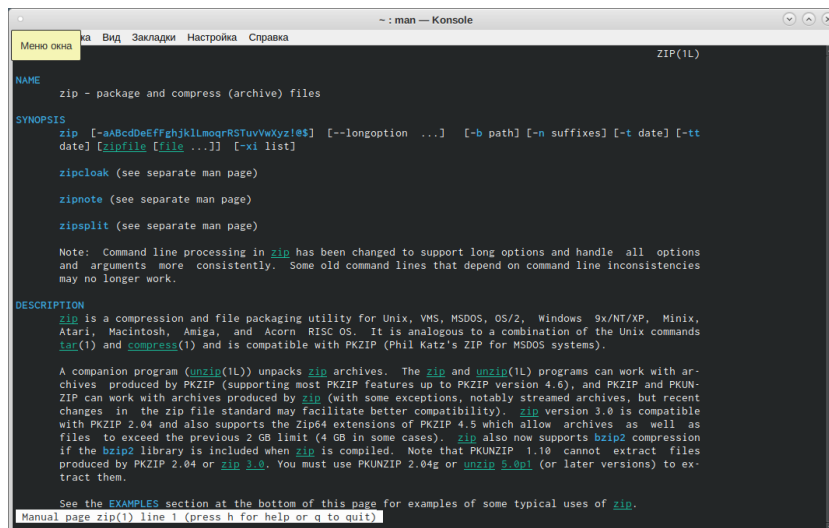 ~ : man — Konsole
Меню окна
ка Вид Закладки Настройка Справка
ZIP(1L)
NAME
zip - package and compress (archive) files
SYNOPSIS
zip [-aABcdDeEfFghjklLmoqrRSTuvVwXyz!@$] [--longoption ...] [-b path] [-n suffixes] [-t date] [-tt
date] [zipfile [file ...]] [-xi list]
zipcloak (see separate man page)
zipnote (see separate man page)
zipsplit (see separate man page)
Note: Command line processing in zip has been changed to support long options and handle all options
and arguments more consistently. Some old command lines that depend on command line inconsistencies
may no longer work.
DESCRIPTION
zip is a compression and file packaging utility for Unix, VMS, MSDOS, OS/2, Windows 9x/NT/XP, Minix,
Atari, Macintosh, Amiga, and Acorn RISC OS. It is analogous to a combination of the Unix commands
tar(1) and compress(1) and is compatible with PKZIP (Phil Katz's ZIP for MSDOS systems).
A companion program (unzip(1L)) unpacks zip archives. The zip and unzip(1L) programs can work with ar-
chives produced by PKZIP (supporting most PKZIP features up to PKZIP version 4.6), and PKZIP and PKUN-
ZIP can work with archives produced by zip (with some exceptions, notably streamed archives, but recent
changes in the zip file standard may facilitate better compatibility). zip version 3.0 is compatible
with PKZIP 2.04 and also supports the Zip64 extensions of PKZIP 4.5 which allow archives as well as
files to exceed the previous 2 GB limit (4 GB in some cases). zip also now supports bzip2 compression
if the bzip2 library is included when zip is compiled. Note that PKUNZIP 1.10 cannot extract files
produced by PKZIP 2.04 or zip 3.0. You must use PKUNZIP 2.04g or unzip 5.0p1 (or later versions) to ex-
tract them.
See the EXAMPLES section at the bottom of this page for examples of some typical uses of zip.
Manual page zip(1) line 1 (press h for help or q to quit)